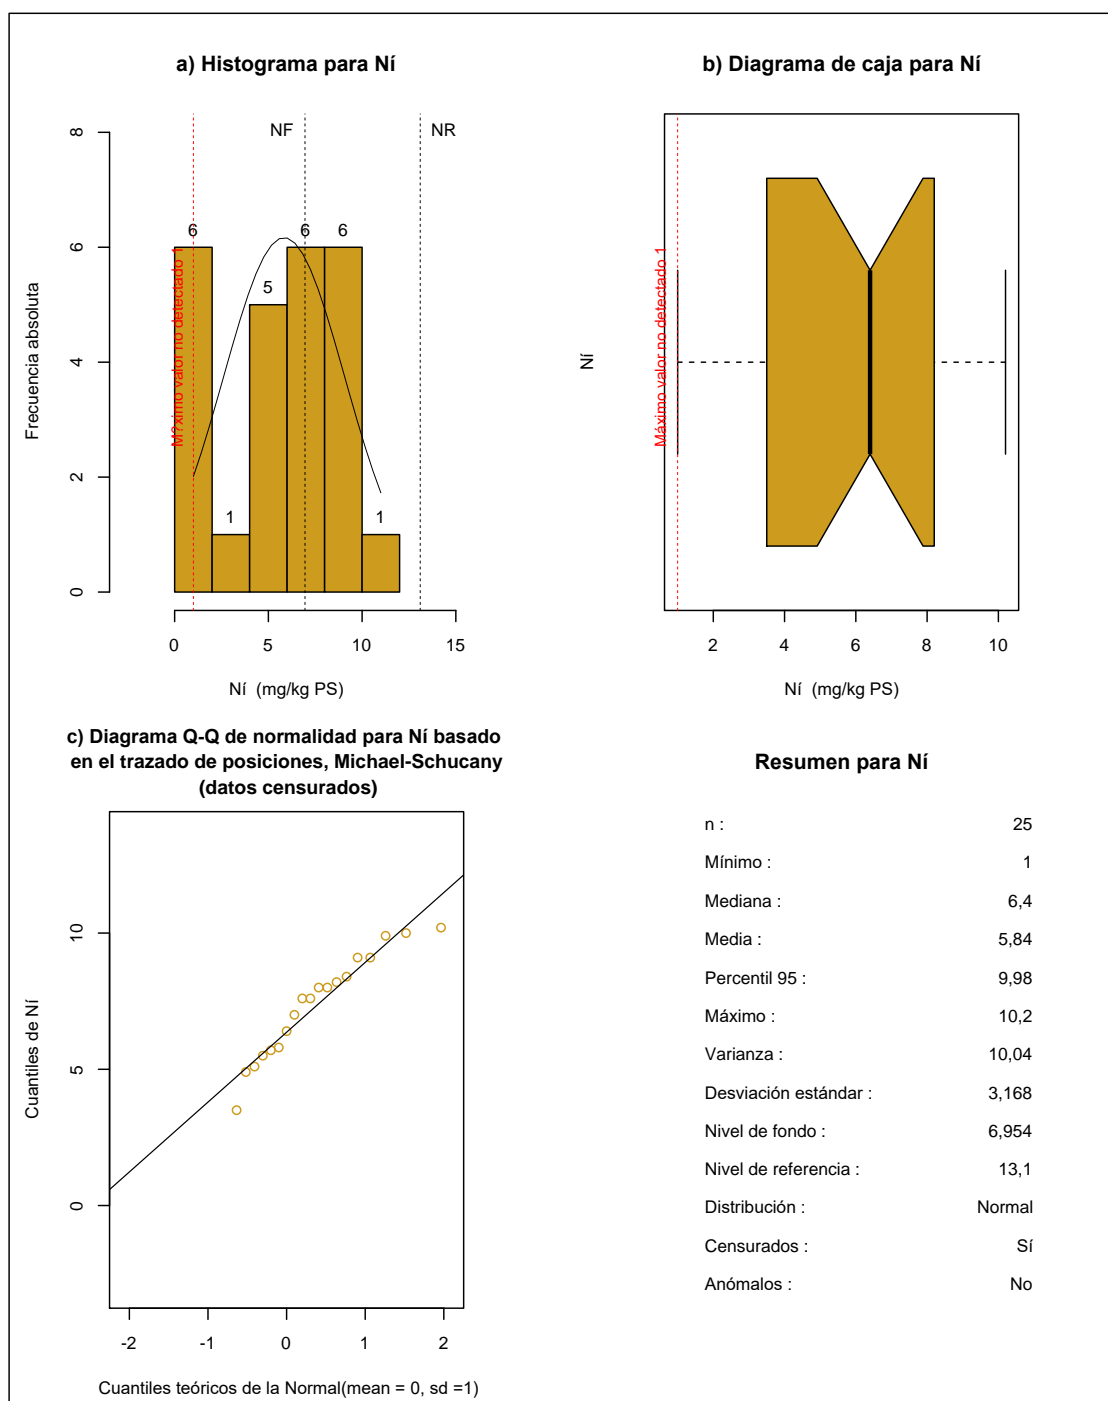 a) Histograma para Ní
NF
NR
8
6
4
2
0
Frecuencia absoluta
6
1
5
6
6
1
M?ximo valor no detectado 1
0
5
10
15
Ní (mg/kg PS)
b) Diagrama de caja para Ní
Ní
Máximo valor no detectado 1
2
4
6
8
10
Ní (mg/kg PS)
c) Diagrama Q-Q de normalidad para Ní basado
en el trazado de posiciones, Michael-Schucany
(datos censurados)
10
5
0
Cuantiles de Ní
-2
-1
0
1
2
Cuantiles teóricos de la Normal(mean = 0, sd =1)
Resumen para Ní
n : 25
Mínimo : 1
Mediana : 6,4
Media : 5,84
Percentil 95 : 9,98
Máximo : 10,2
Varianza : 10,04
Desviación estándar : 3,168
Nivel de fondo : 6,954
Nivel de referencia : 13,1
Distribución : Normal
Censurados : Sí
Anómalos : No